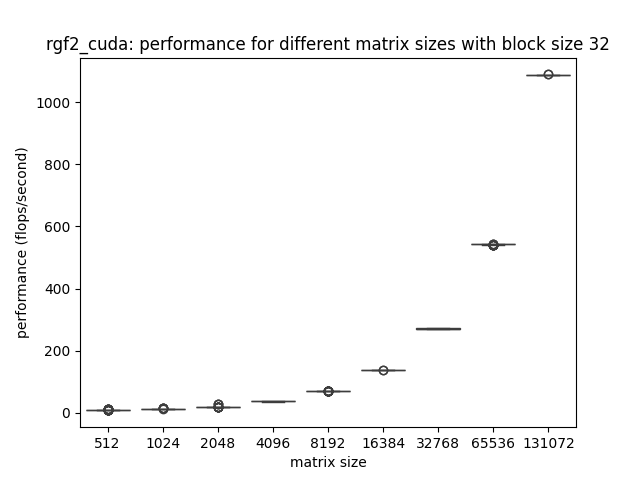 rgf2_cuda: performance for different matrix sizes with block size 32
1000
800
600
400
200
0
performance (flops/second)
512 1024 2048 4096 8192 16384 32768 65536 131072
matrix size